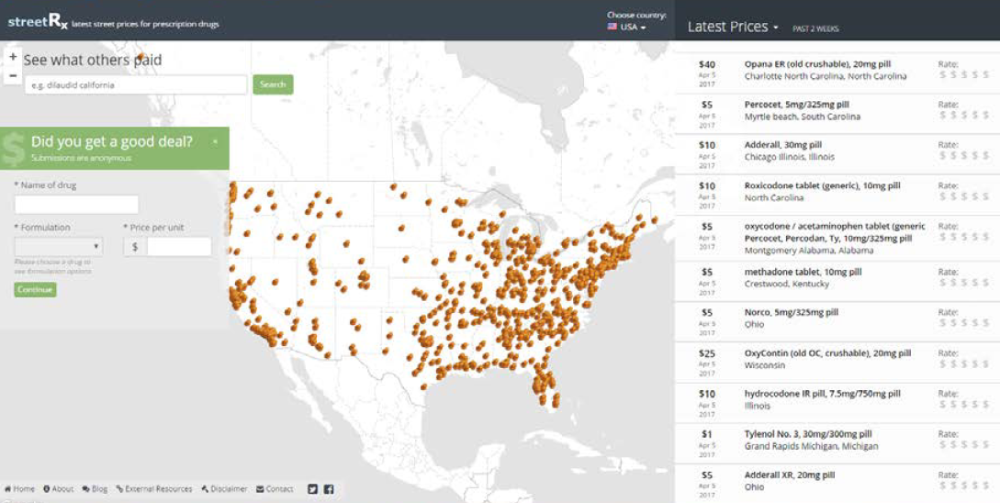 streetRx latest street prices for prescription drugs
Choose country:
USA
Latest Prices PAST 2 WEEKS
+
See what others paid
-
e.g. dilaudid california
Search
Did you get a good deal? ×
$
Submissions are anonymous
* Name of drug
* Formulation * Price per unit
$
Please choose a drug to
see formulation options
Continue
$40 Opana ER (old crushable), 20mg pill Rate:
Apr 5 Charlotte North Carolina, North Carolina $ $ $ $ $
2017
$5 Percocet, 5mg/325mg pill Rate:
Apr 5 Myrtle beach, South Carolina $ $ $ $ $
2017
$10 Adderall, 30mg pill Rate:
Apr 5 Chicago Illinois, Illinois $ $ $ $ $
2017
$10 Roxicodone tablet (generic), 10mg pill Rate:
Apr 5 North Carolina $ $ $ $ $
2017
$5 oxycodone / acetaminophen tablet (generic Rate:
Apr 5 Percocet, Percodan, Ty, 10mg/325mg pill $ $ $ $ $
2017 Montgomery Alabama, Alabama
$5 methadone tablet, 10mg pill Rate:
Apr 5 Crestwood, Kentucky $ $ $ $ $
2017
$5 Norco, 5mg/325mg pill Rate:
Apr 5 Ohio $ $ $ $ $
2017
$25 OxyContin (old OC, crushable), 20mg pill Rate:
Apr 5 Wisconsin $ $ $ $ $
2017
$10 hydrocodone IR pill, 7.5mg/750mg pill Rate:
Apr 5 Illinois $ $ $ $ $
2017
$1 Tylenol No. 3, 30mg/300mg pill Rate:
Apr 5 Grand Rapids Michigan, Michigan $ $ $ $ $
2017
$5 Adderall XR, 20mg pill Rate:
Apr 5 Ohio $ $ $ $ $
2017
Home About Blog External Resources Disclaimer Contact